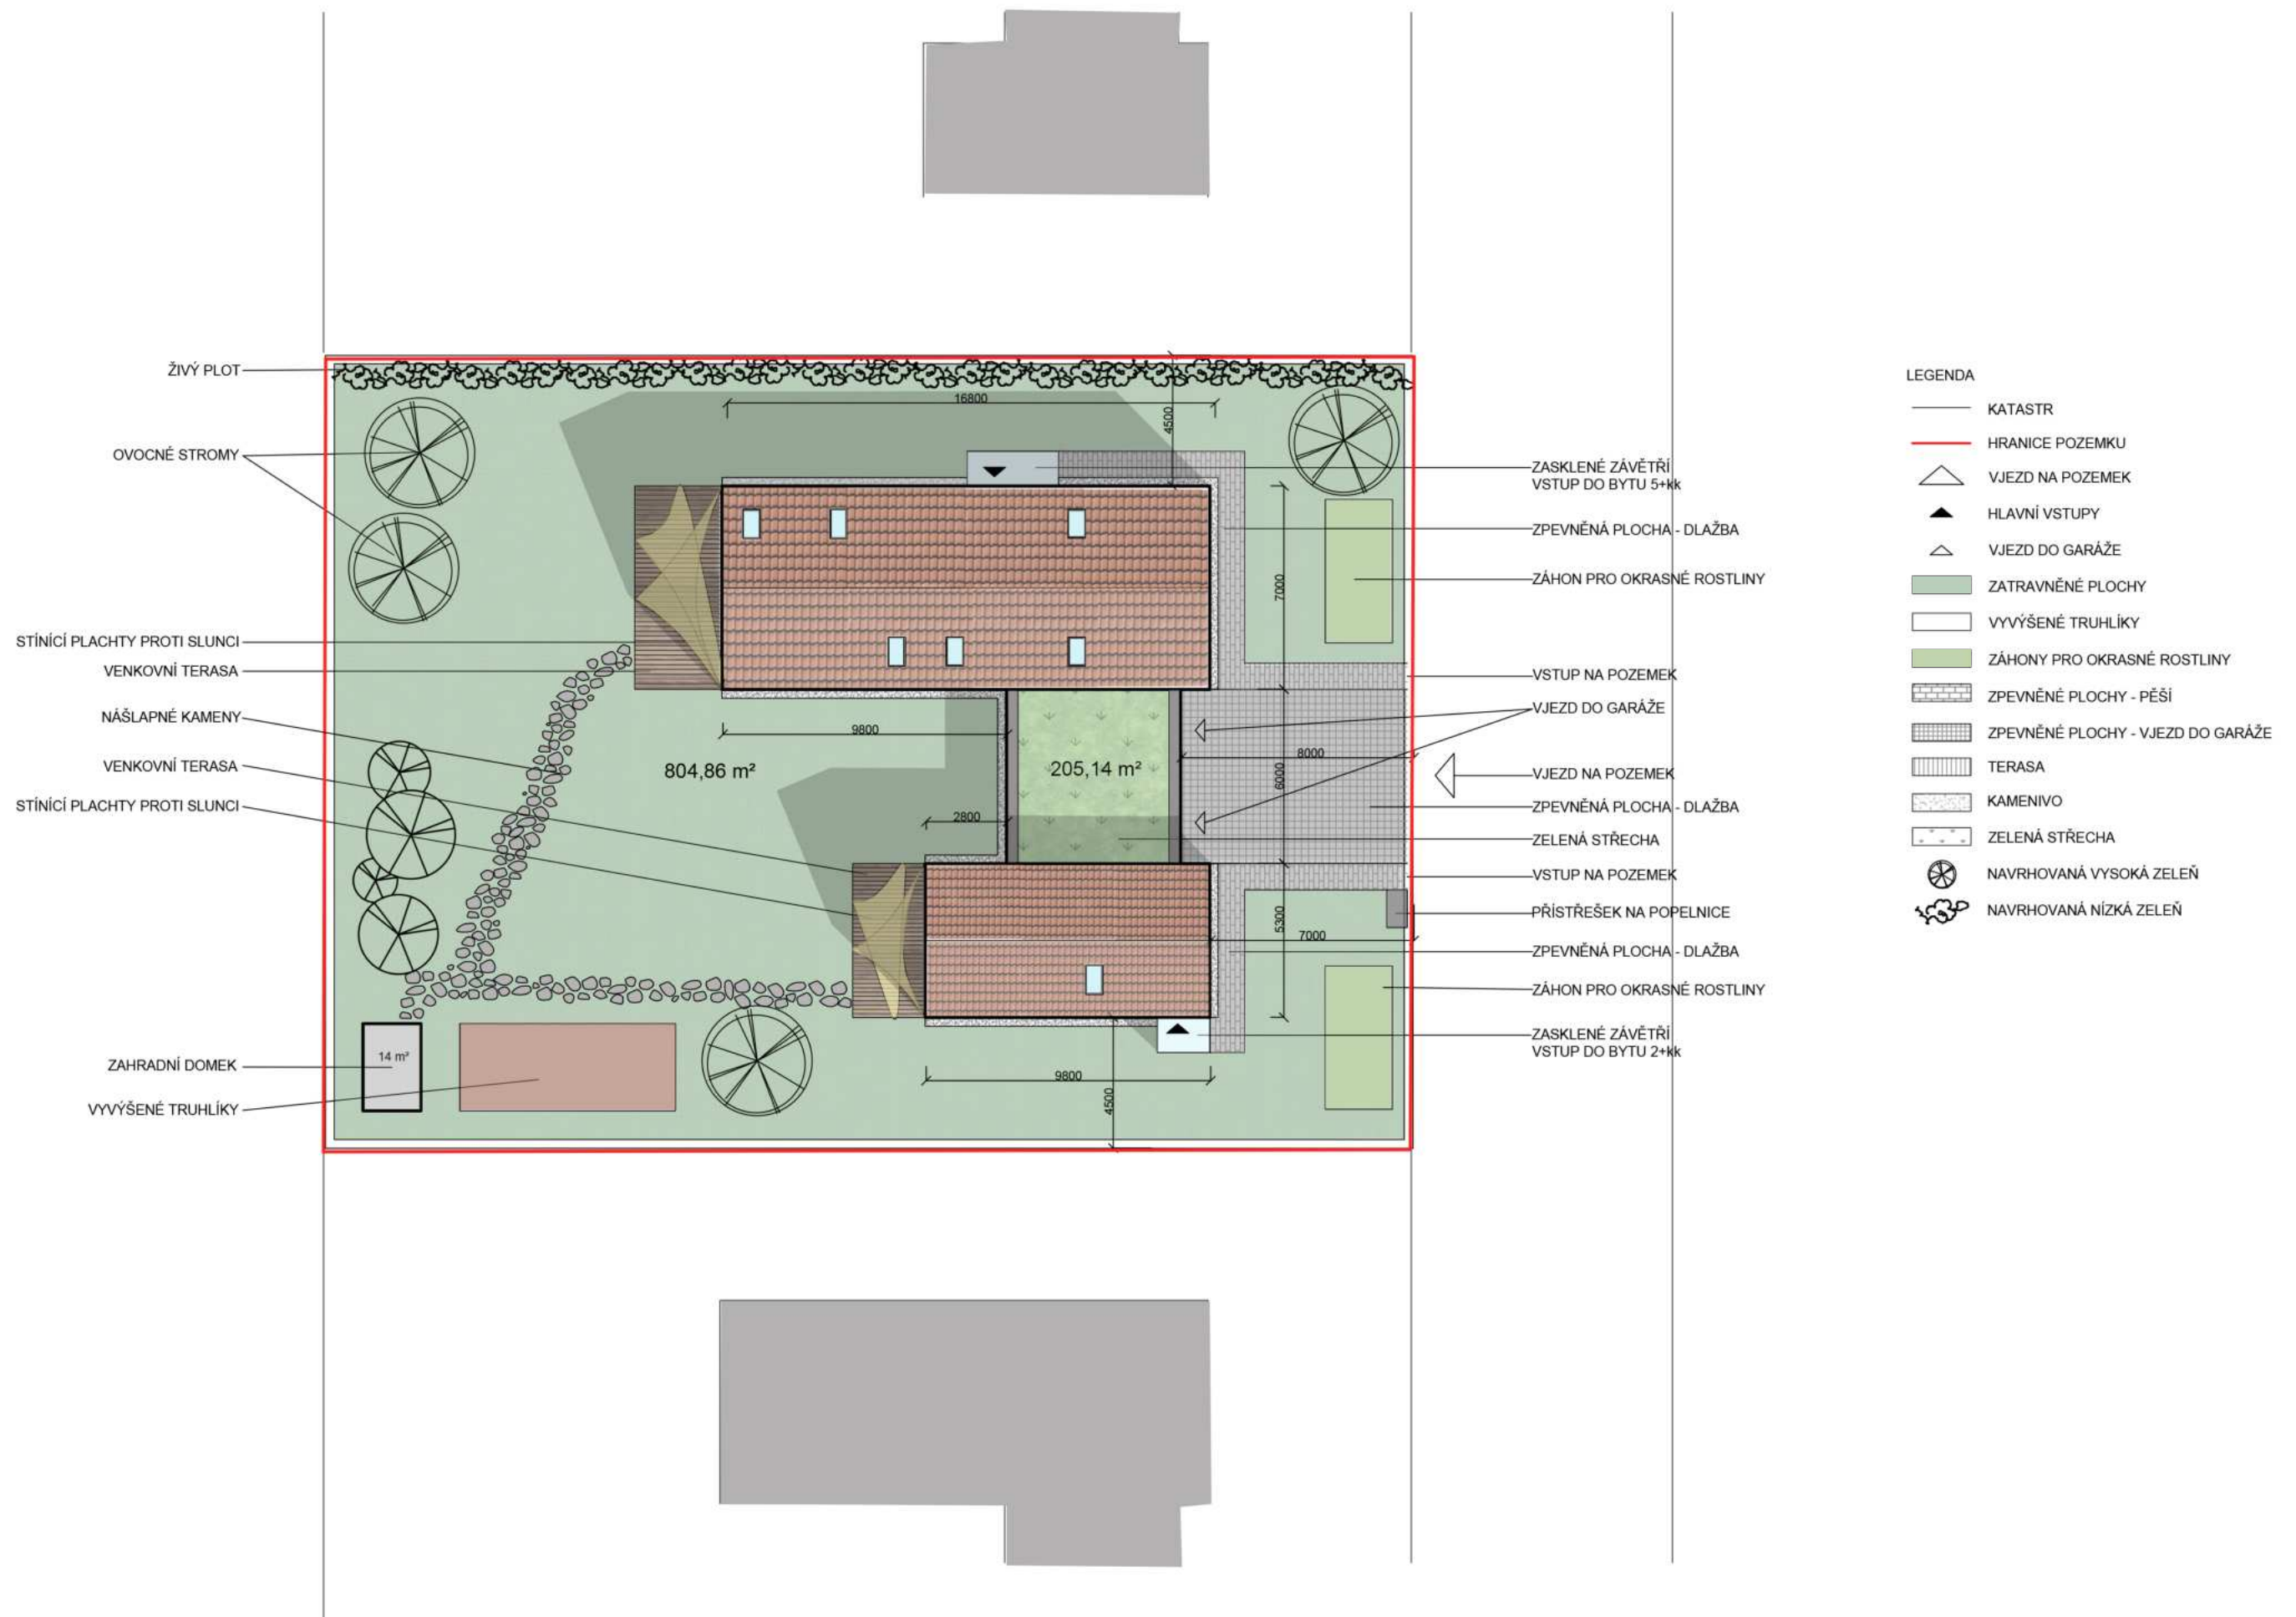 ŽIVÝ PLOT
OVOCNÉ STROMY
STÍNÍCÍ PLACHTY PROTI SLUNCI
VENKOVNÍ TERASA
NÁŠLAPNÉ KAMENY
VENKOVNÍ TERASA
STÍNÍCÍ PLACHTY PROTI SLUNCI
ZAHRADNÍ DOMEK
VYVÝŠENÉ TRUHLÍKY
16800
4500
7000
9800
804,86 m²
205,14 m²
8000
6000
2800
5300
7000
14 m²
9800
4500
ZASKLENÉ ZÁVĚTŘÍ
VSTUP DO BYTU 5+kk
ZPEVNĚNÁ PLOCHA - DLAŽBA
ZÁHON PRO OKRASNÉ ROSTLINY
VSTUP NA POZEMEK
VJEZD DO GARÁŽE
VJEZD NA POZEMEK
ZPEVNĚNÁ PLOCHA - DLAŽBA
ZELENÁ STŘECHA
VSTUP NA POZEMEK
PŘÍSTŘEŠEK NA POPELNICE
ZPEVNĚNÁ PLOCHA - DLAŽBA
ZÁHON PRO OKRASNÉ ROSTLINY
ZASKLENÉ ZÁVĚTŘÍ
VSTUP DO BYTU 2+kk
LEGENDA
KATASTR
HRANICE POZEMKU
VJEZD NA POZEMEK
HLAVNÍ VSTUPY
VJEZD DO GARÁŽE
ZATRAVNĚNÉ PLOCHY
VYVÝŠENÉ TRUHLÍKY
ZÁHONY PRO OKRASNÉ ROSTLINY
ZPEVNĚNÉ PLOCHY - PĚŠÍ
ZPEVNĚNÉ PLOCHY - VJEZD DO GARÁŽE
TERASA
KAMENIVO
ZELENÁ STŘECHA
NAVRHOVANÁ VYSOKÁ ZELEŇ
NAVRHOVANÁ NÍZKÁ ZELEŇ